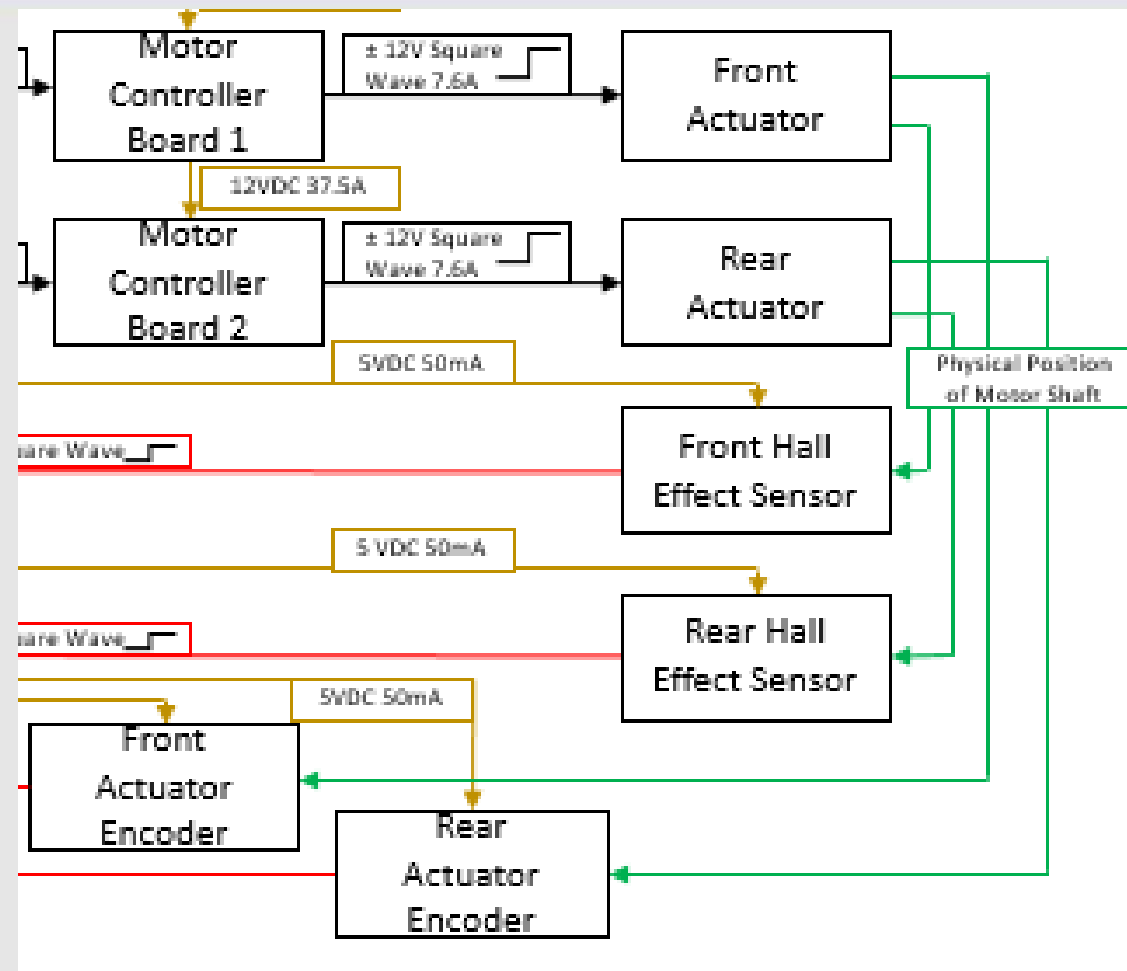 Motor
Controller
Board 1
± 12V Square
Wave 7.6A
Front
Actuator
12VDC 37.5A
Motor
Controller
Board 2
± 12V Square
Wave 7.6A
Rear
Actuator
5VDC 50mA
Physical Position
of Motor Shaft
Front Hall
Effect Sensor
Wave
5 VDC 50mA
Rear Hall
Effect Sensor
Wave
5VDC 50mA
Front
Actuator
Encoder
Rear
Actuator
Encoder